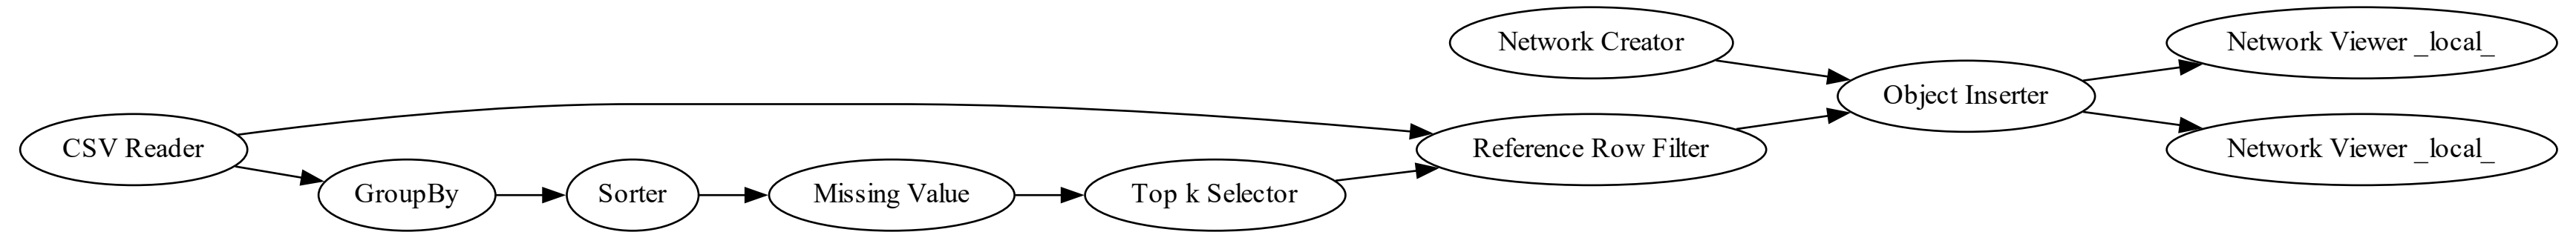 CSV Reader
GroupBy
Sorter
Missing Value
Top k Selector
Network Creator
Reference Row Filter
Object Inserter
Network Viewer _local_
Network Viewer _local_